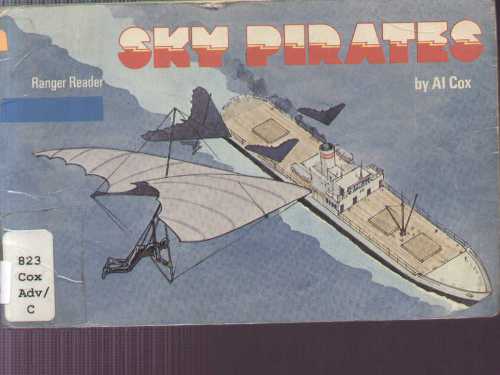 SKY PIRATES
Ranger Reader
by Al Cox
823
Cox
Adv/
C